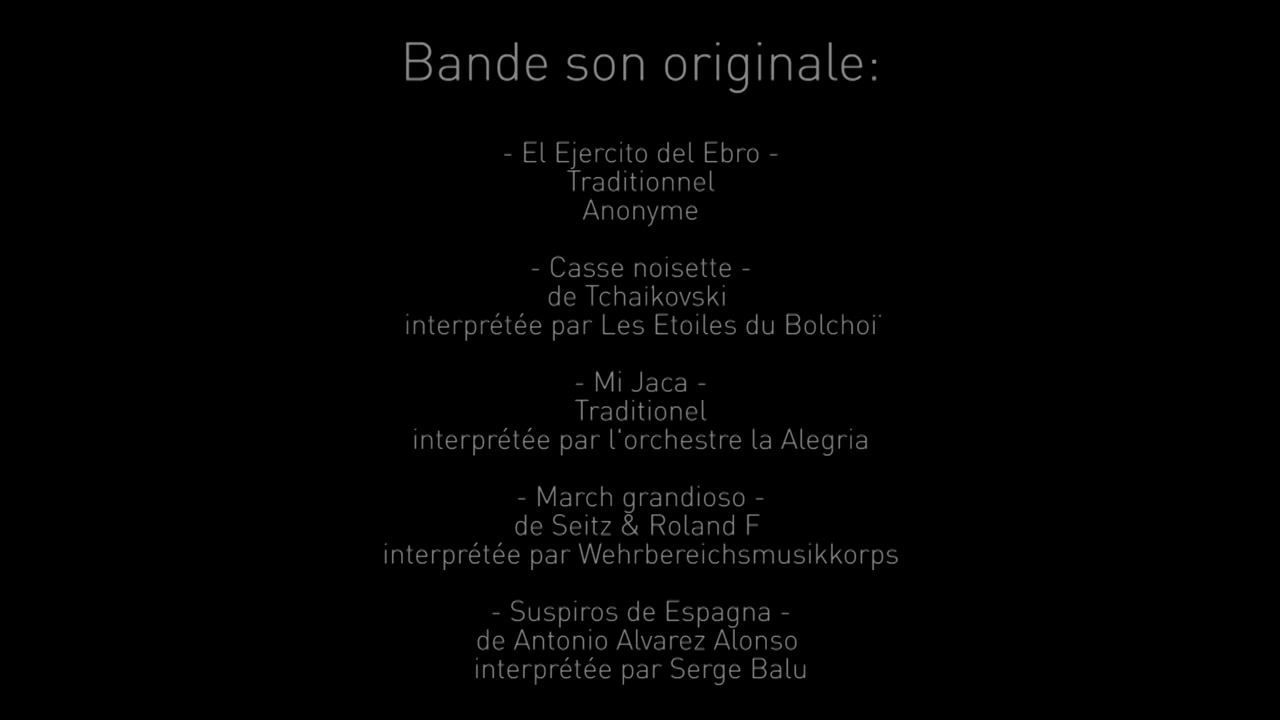 Bande son originale:
- El Ejercito del Ebro -
Traditionnel
Anonyme
- Casse noisette -
de Tchaikovski
interprétée par Les Etoiles du Bolchoï
- Mi Jaca -
Traditionel
interprétée par l'orchestre la Alegria
- March grandioso -
de Seitz & Roland F
interprétée par Wehrbereichsmusikkorps
- Suspiros de Espagna -
de Antonio Alvarez Alonso
interprétée par Serge Balu